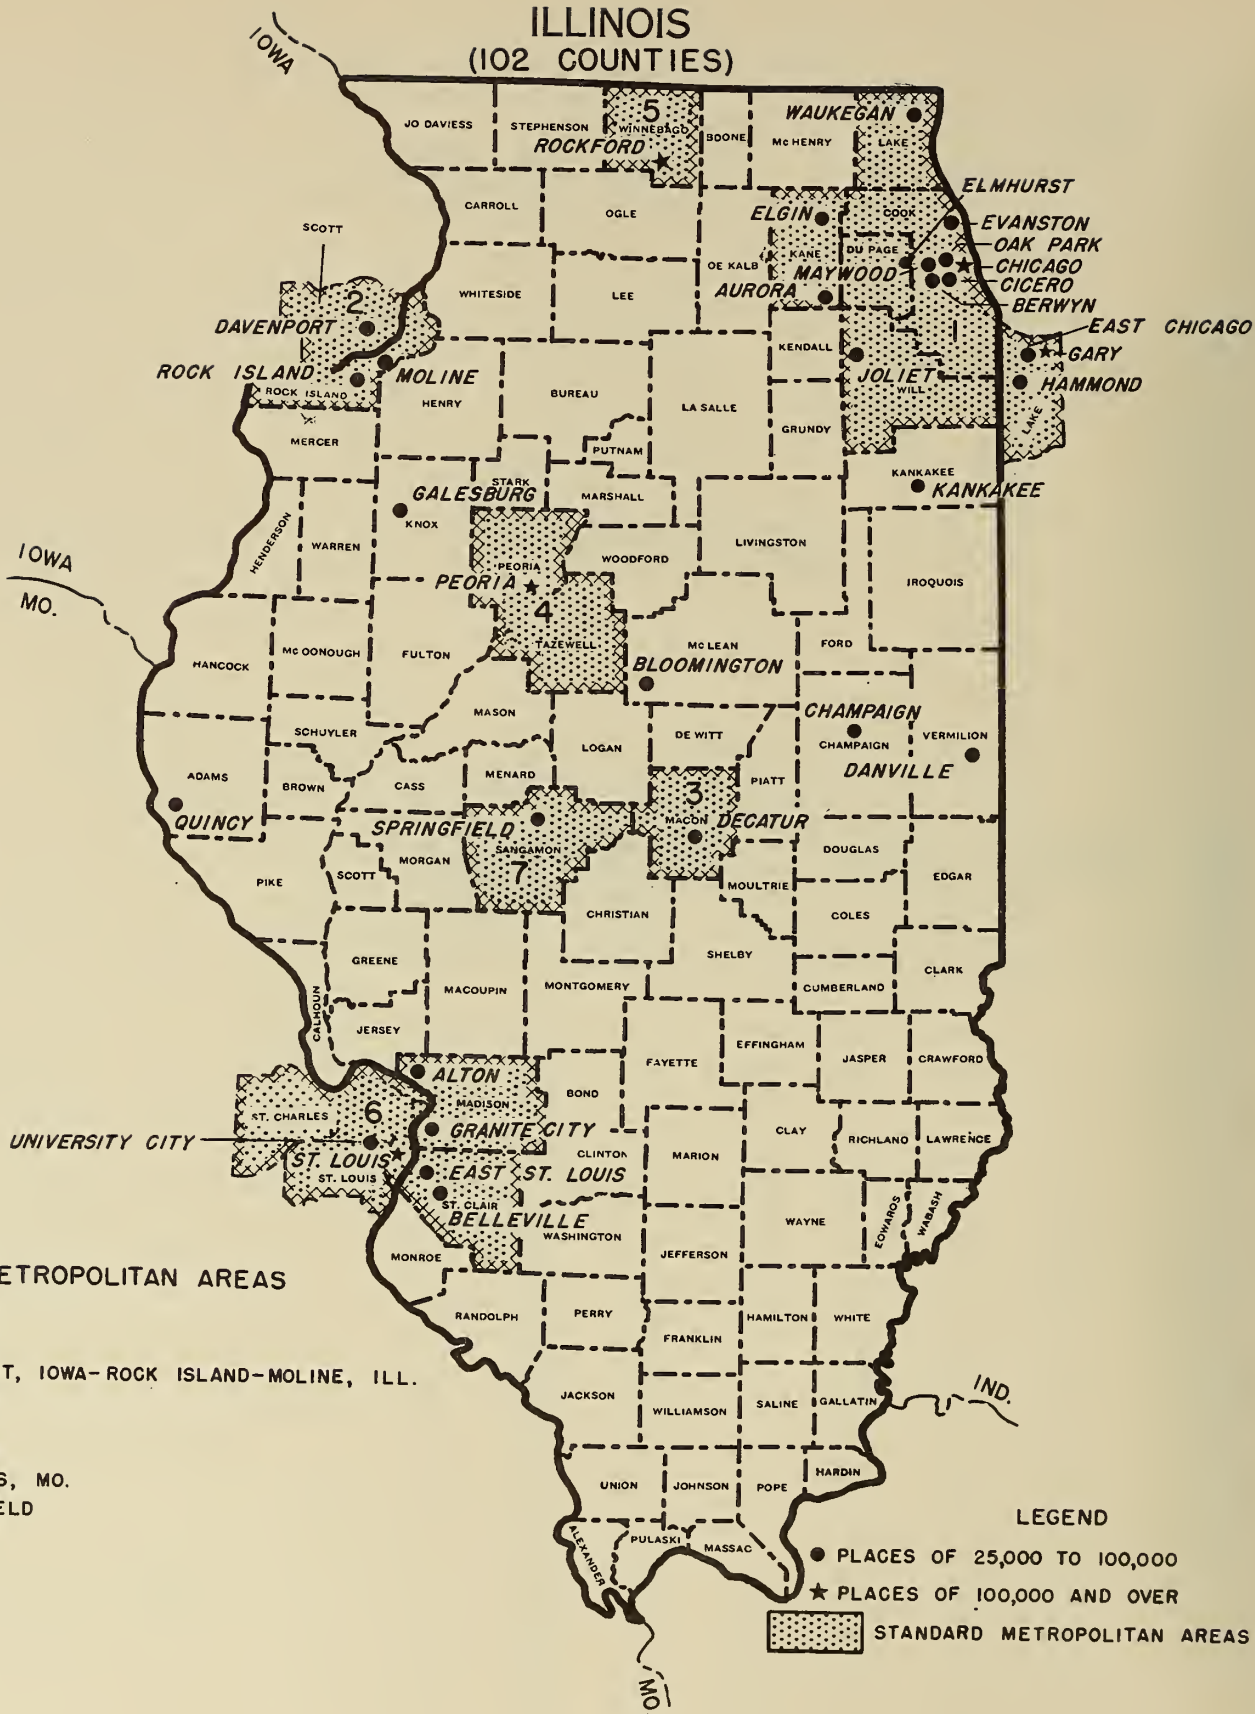 ILLINOIS
(102 COUNTIES)
IOWA
JO DAVIESS
STEPHENSON
5
WINNEBAGO
ROCKFORD
BOONE
McHENRY
WAUKEGAN
LAKE
ELMHURST
CARROLL
OGLE
ELGIN
COOK
EVANSTON
SCOTT
OAK PARK
DE KALB
KANE
DU PAGE
MAYWOOD
CHICAGO
CICERO
WHITESIDE
LEE
AURORA
BERWYN
2
DAVENPORT
1
EAST CHICAGO
KENDALL
GARY
ROCK ISLAND
MOLINE
JOLIET
WILL
HAMMOND
ROCK ISLAND
HENRY
BUREAU
LA SALLE
GRUNDY
LAKE
MERCER
PUTNAM
STARK
KANKAKEE
GALESBURG
MARSHALL
KANKAKEE
KNOX
HENDERSON
WARREN
LIVINGSTON
IOWA
MO.
PEORIA
WOODFORD
PEORIA
IROQUOIS
4
McDONOUGH
FULTON
TAZEWELL
McLEAN
FORD
HANCOCK
BLOOMINGTON
MASON
CHAMPAIGN
SCHUYLER
DE WITT
CHAMPAIGN
VERMILION
LOGAN
DANVILLE
ADAMS
BROWN
CASS
MENARD
PIATT
3
QUINCY
SPRINGFIELD
MACON
DECATUR
SANGAMON
DOUGLAS
MORGAN
7
SCOTT
PIKE
MOULTRIE
EDGAR
CHRISTIAN
COLES
GREENE
SHELBY
CLARK
MACOUPIN
MONTGOMERY
CUMBERLAND
CALHOUN
JERSEY
EFFINGHAM
FAYETTE
JASPER
CRAWFORD
ALTON
BOND
MADISON
ST. CHARLES
6
GRANITE CITY
CLAY
RICHLAND
LAWRENCE
UNIVERSITY CITY
CLINTON
MARION
ST. LOUIS
EAST ST. LOUIS
ST. LOUIS
ST. CLAIR
BELLEVILLE
WAYNE
EDWARDS
WABASH
WASHINGTON
JEFFERSON
MONROE
ETROPOLITAN AREAS
RANDOLPH
PERRY
HAMILTON
WHITE
FRANKLIN
T, IOWA-ROCK ISLAND-MOLINE, ILL.
JACKSON
IND.
WILLIAMSON
SALINE
GALLATIN
S, MO.
HARDIN
UNION
JOHNSON
POPE
ELD
LEGEND
ALEXANDER
PULASKI
MASSAC
PLACES OF 25,000 TO 100,000
PLACES OF 100,000 AND OVER
STANDARD METROPOLITAN AREAS
MO